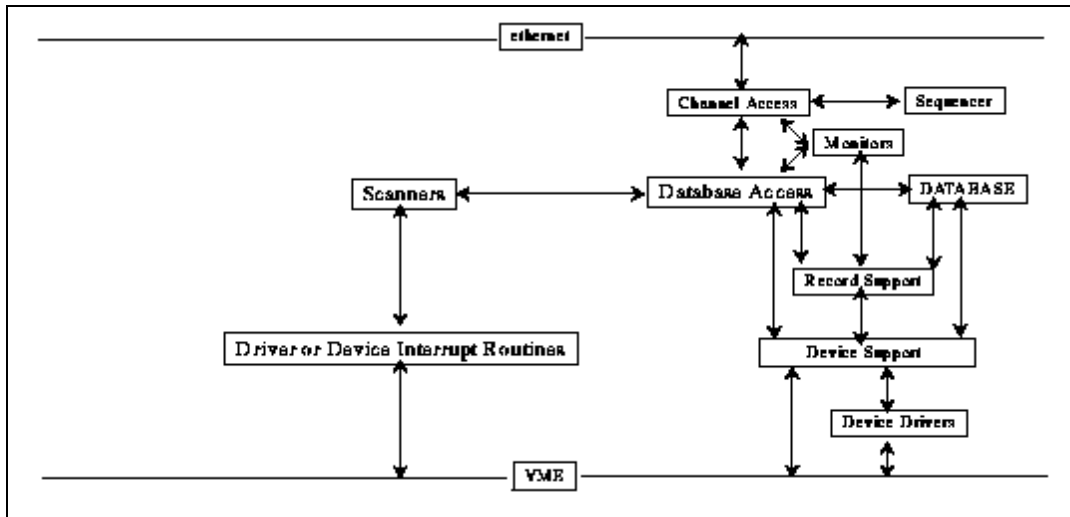 ethernet
Channel Access
Sequencer
Monitors
Scanners
Database Access
DATABASE
Record Support
Driver or Device Interrupt Routines
Device Support
Device Drivers
VME